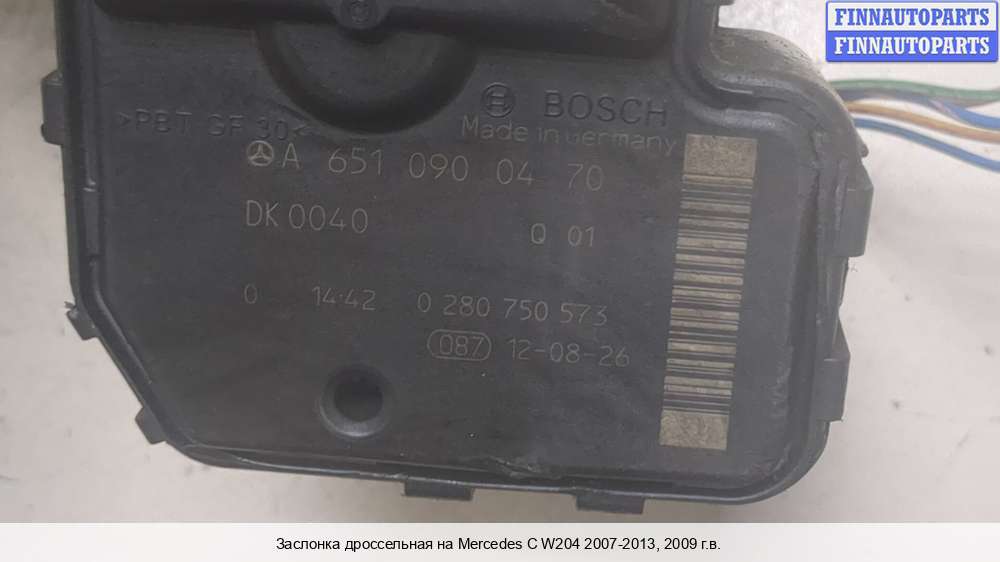 FINNAUTOPARTS
FINNAUTOPARTS
BOSCH
Made in Germany
>PBT GF 30<
A 651 090 04 70
DK 0040 Q 01
0 14:42 0 280 750 573
087 12-08-26
Заслонка дроссельная на Mercedes C W204 2007-2013, 2009 г.в.